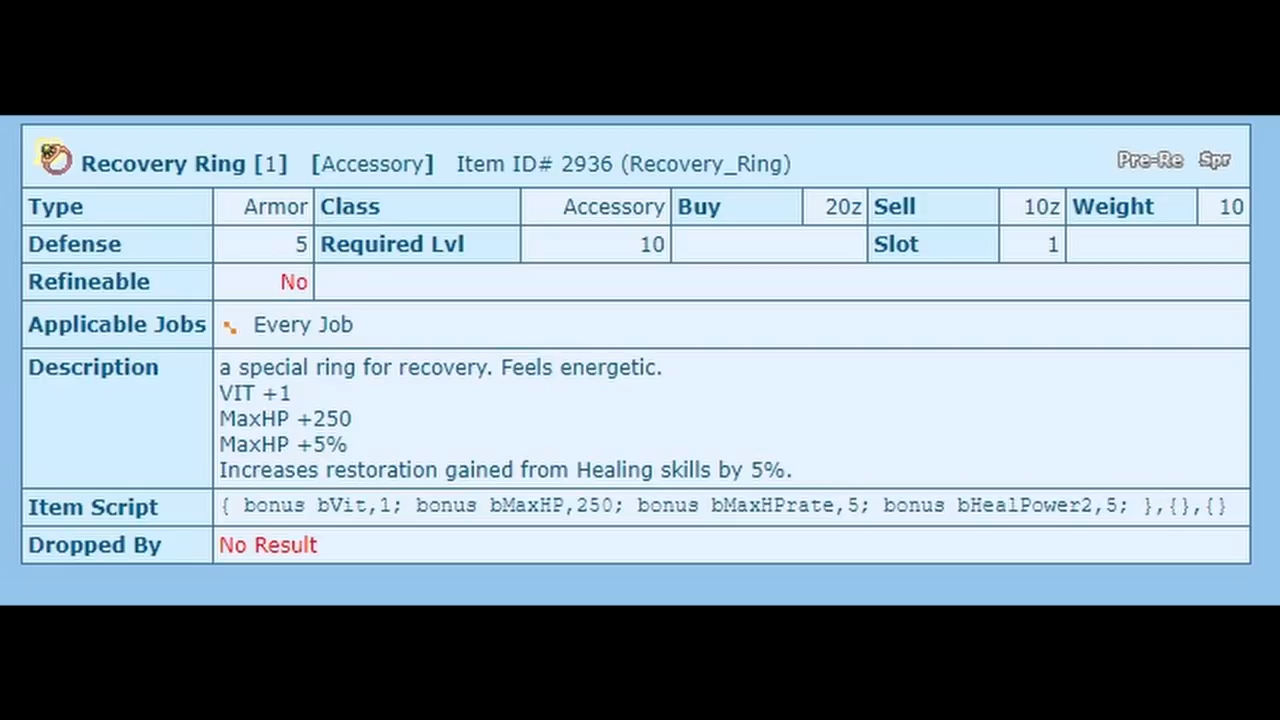 Recovery Ring [1] [Accessory] Item ID# 2936 (Recovery_Ring) Pre-Re Spr
Type Armor Class Accessory Buy 20z Sell 10z Weight 10
Defense 5 Required Lvl 10 Slot 1
Refineable No
Applicable Jobs Every Job
Description a special ring for recovery. Feels energetic.
VIT +1
MaxHP +250
MaxHP +5%
Increases restoration gained from Healing skills by 5%.
Item Script { bonus bVit,1; bonus bMaxHP,250; bonus bMaxHPrate,5; bonus bHealPower2,5; },{},{}
Dropped By No Result